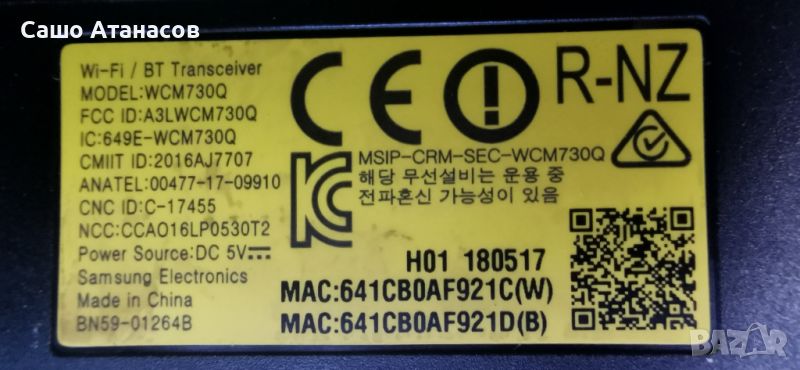 Сашо Атанасов
Wi-Fi / BT Transceiver
MODEL:WCM730Q
FCC ID:A3LWCM730Q
IC:649E-WCM730Q
CMIIT ID:2016AJ7707
ANATEL:00477-17-09910
CNC ID:C-17455
NCC:CCAO16LP0530T2
Power Source:DC 5V
Samsung Electronics
Made in China
BN59-01264B
CE
R-NZ
MSIP-CRM-SEC-WCM730Q
해당 무선설비는 운용 중
전파혼신 가능성이 있음
H01 180517
MAC:641CB0AF921C(W)
MAC:641CB0AF921D(B)
BAZAR